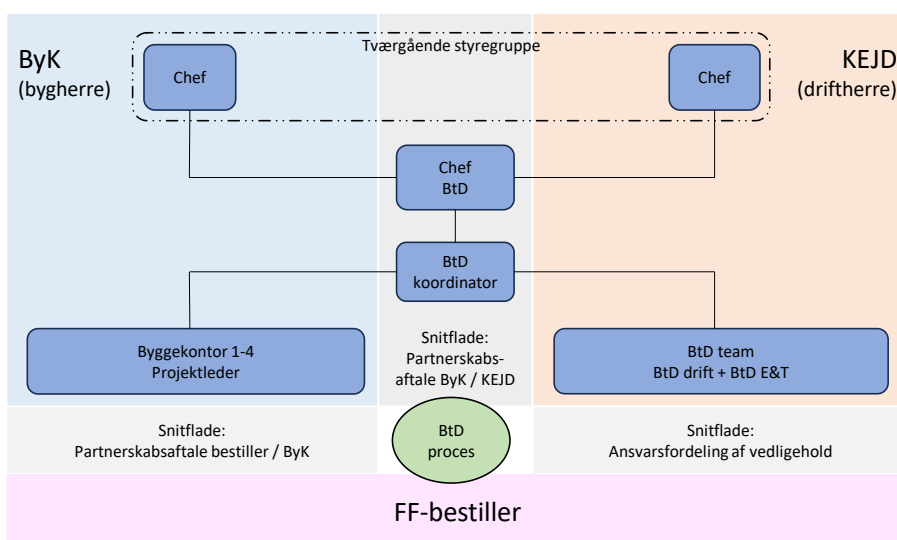 Tværgående styregruppe
ByK
(bygherre)
Chef
Chef
KEJD
(driftherre)
Chef
BtD
BtD
koordinator
Byggekontor 1-4
Projektleder
Snitflade:
Partnerskabs-
aftale ByK / KEJD
BtD team
BtD drift + BtD E&T
Snitflade:
Partnerskabsaftale bestiller / ByK
BtD
proces
Snitflade:
Ansvarsfordeling af vedligehold
FF-bestiller